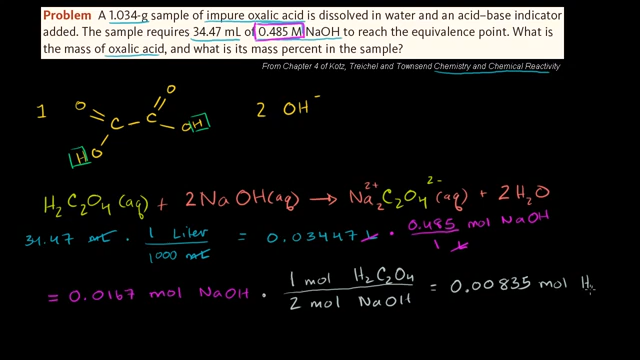 Problem A 1.034-g sample of impure oxalic acid is dissolved in water and an acid–base indicator
added. The sample requires 34.47 mL of 0.485 M NaOH to reach the equivalence point. What is
the mass of oxalic acid, and what is its mass percent in the sample?
From Chapter 4 of Kotz, Treichel and Townsend Chemistry and Chemical Reactivity
1 O O C – C OH HO 2 OH⁻
H₂C₂O₄(aq) + 2NaOH(aq) → Na₂²⁺C₂O₄²⁻(aq) + 2H₂O
34.47 mL · 1 Liter / 1000 mL = 0.03447 L · 0.485 mol NaOH / 1 L
= 0.0167 mol NaOH · 1 mol H₂C₂O₄ / 2 mol NaOH = 0.00835 mol H